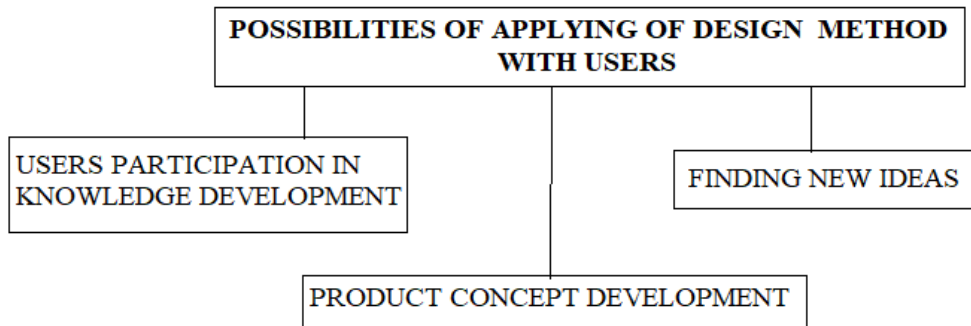 POSSIBILITIES OF APPLYING OF DESIGN METHOD
WITH USERS
USERS PARTICIPATION IN
KNOWLEDGE DEVELOPMENT
FINDING NEW IDEAS
PRODUCT CONCEPT DEVELOPMENT